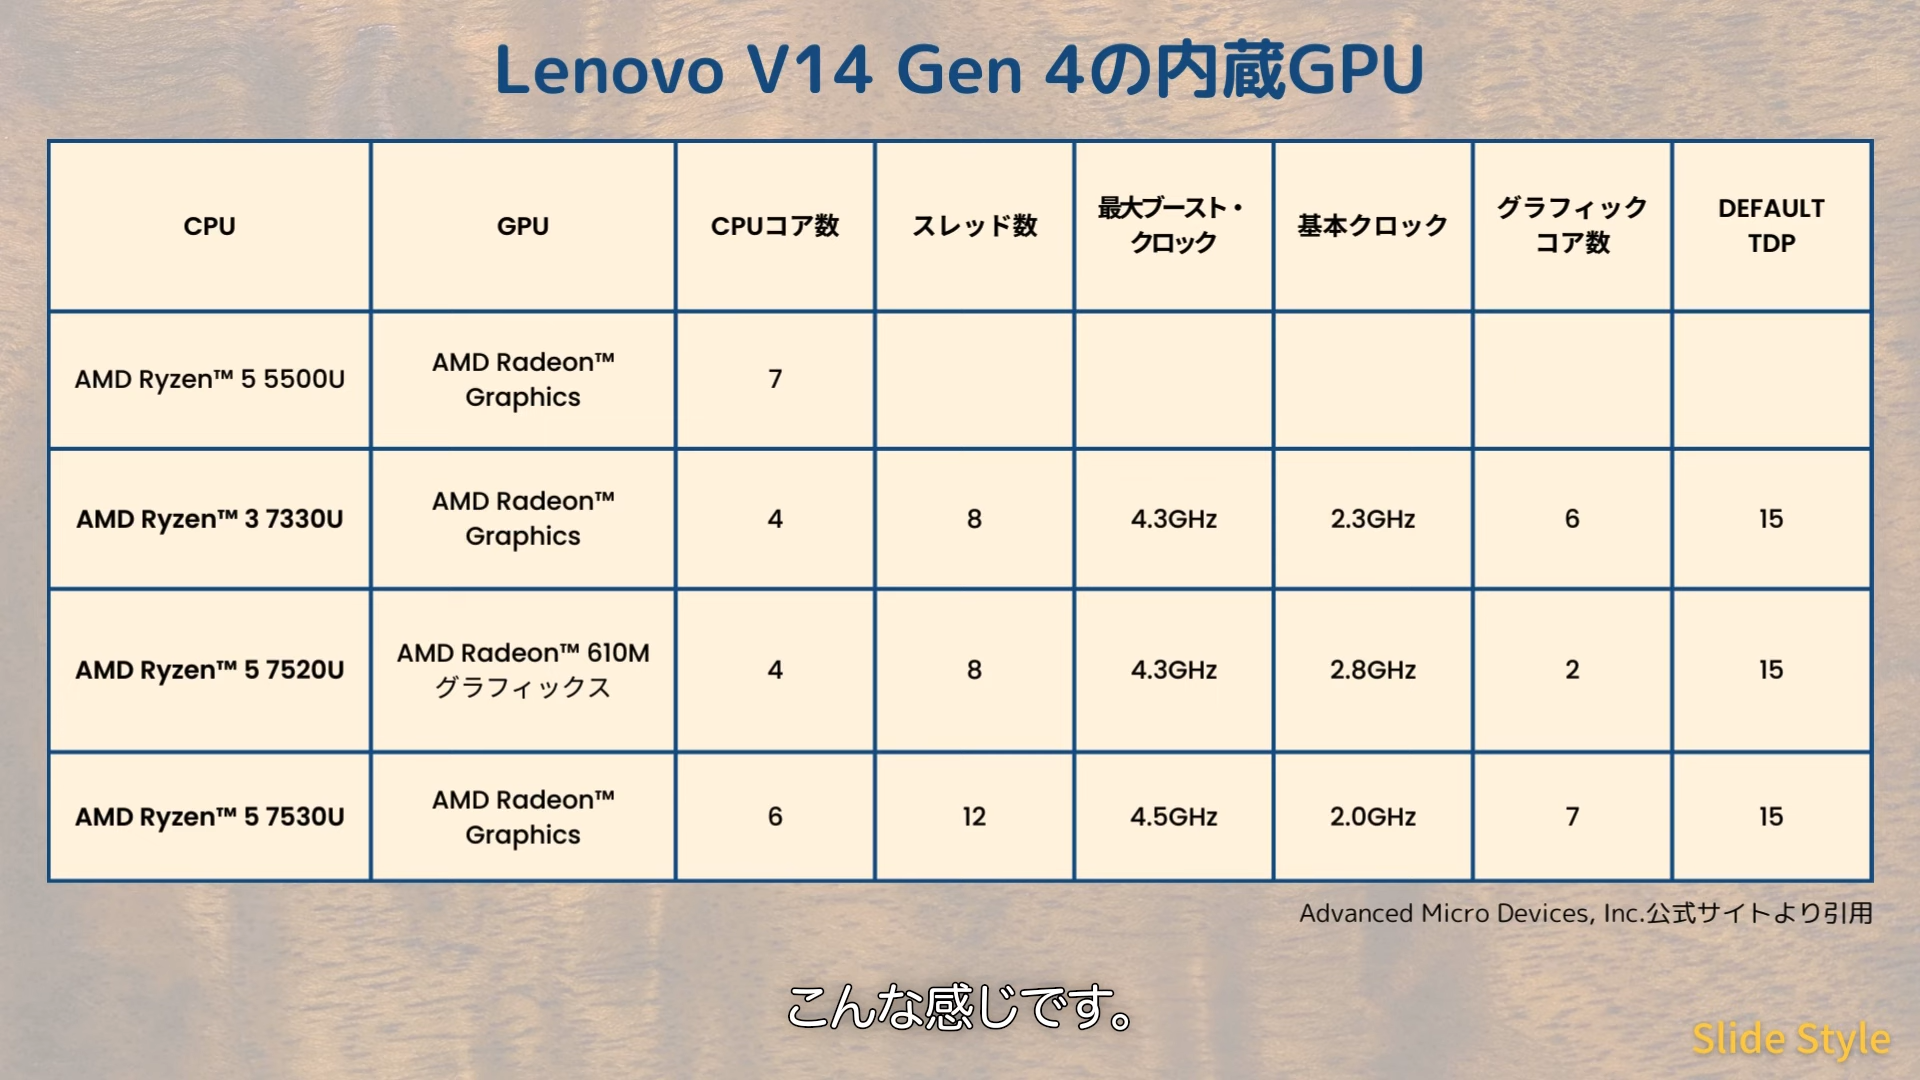 Lenovo V14 Gen 4の内蔵GPU
CPU
GPU
CPUコア数
スレッド数
最大ブースト・
クロック
基本クロック
グラフィック
コア数
DEFAULT
TDP
AMD Ryzen™ 5 5500U
AMD Radeon™
Graphics
7
AMD Ryzen™ 3 7330U
AMD Radeon™
Graphics
4
8
4.3GHz
2.3GHz
6
15
AMD Ryzen™ 5 7520U
AMD Radeon™ 610M
グラフィックス
4
8
4.3GHz
2.8GHz
2
15
AMD Ryzen™ 5 7530U
AMD Radeon™
Graphics
6
12
4.5GHz
2.0GHz
7
15
Advanced Micro Devices, Inc.公式サイトより引用
こんな感じです。
Slide Style